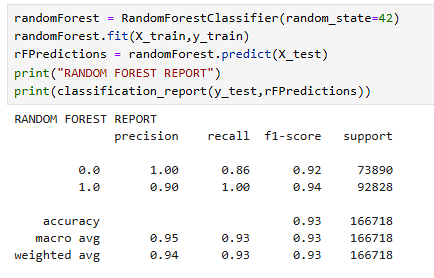 randomForest = RandomForestClassifier(random_state=42)
randomForest.fit(X_train,y_train)
rFPredictions = randomForest.predict(X_test)
print("RANDOM FOREST REPORT")
print(classification_report(y_test,rFPredictions))
RANDOM FOREST REPORT
precision recall f1-score support
0.0 1.00 0.86 0.92 73890
1.0 0.90 1.00 0.94 92828
accuracy 0.93 166718
macro avg 0.95 0.93 0.93 166718
weighted avg 0.94 0.93 0.93 166718